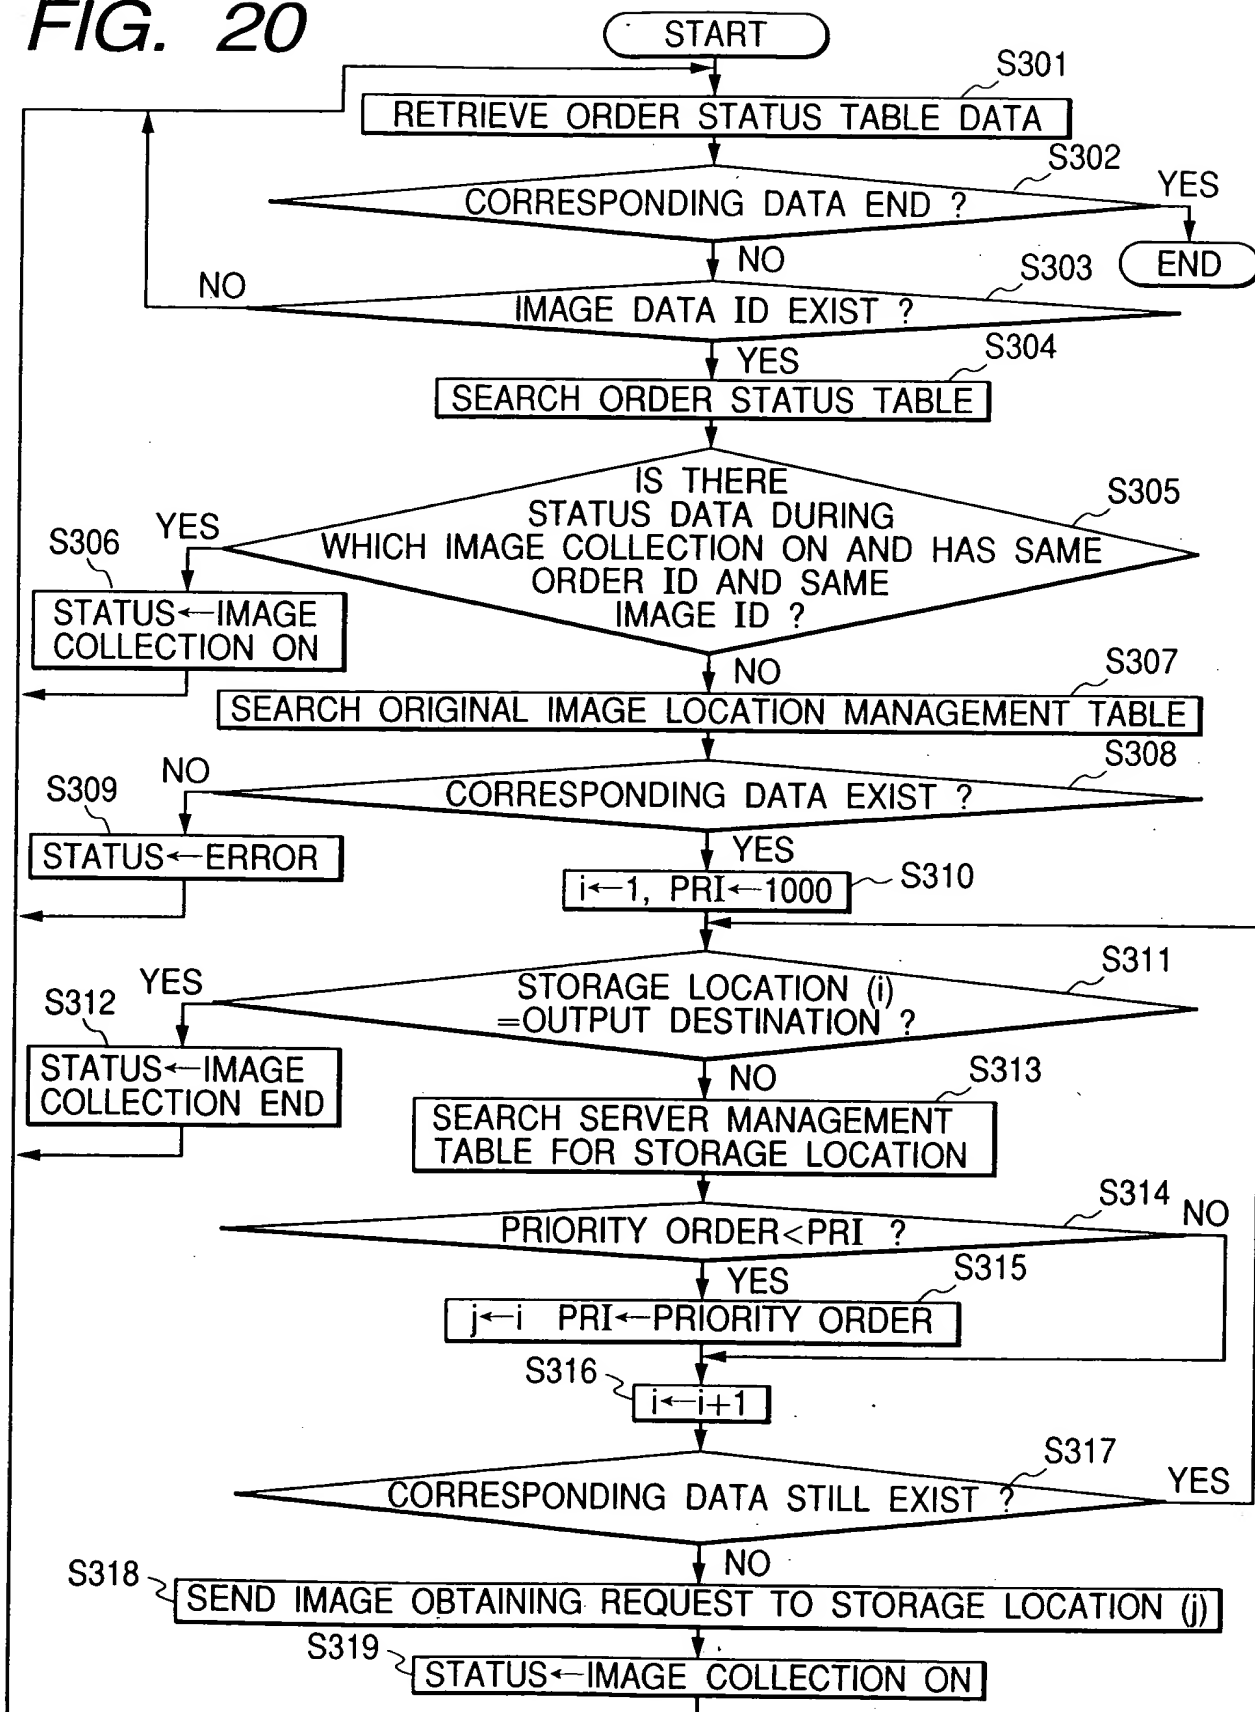 FIG. 20
START
S301
RETRIEVE ORDER STATUS TABLE DATA
S302
CORRESPONDING DATA END ?
YES
END
NO
S303
NO
IMAGE DATA ID EXIST ?
YES
S304
SEARCH ORDER STATUS TABLE
S305
IS THERE
STATUS DATA DURING
WHICH IMAGE COLLECTION ON AND HAS SAME
ORDER ID AND SAME
IMAGE ID ?
YES
S306
STATUS←IMAGE
COLLECTION ON
NO
S307
SEARCH ORIGINAL IMAGE LOCATION MANAGEMENT TABLE
S308
NO
CORRESPONDING DATA EXIST ?
S309
STATUS←ERROR
YES
i←1, PRI←1000
S310
S311
YES
STORAGE LOCATION (i)
=OUTPUT DESTINATION ?
S312
STATUS←IMAGE
COLLECTION END
NO
S313
SEARCH SERVER MANAGEMENT
TABLE FOR STORAGE LOCATION
S314
NO
PRIORITY ORDER<PRI ?
YES
S315
j←i PRI←PRIORITY ORDER
S316
i←i+1
S317
YES
CORRESPONDING DATA STILL EXIST ?
NO
S318
SEND IMAGE OBTAINING REQUEST TO STORAGE LOCATION (j)
S319
STATUS←IMAGE COLLECTION ON